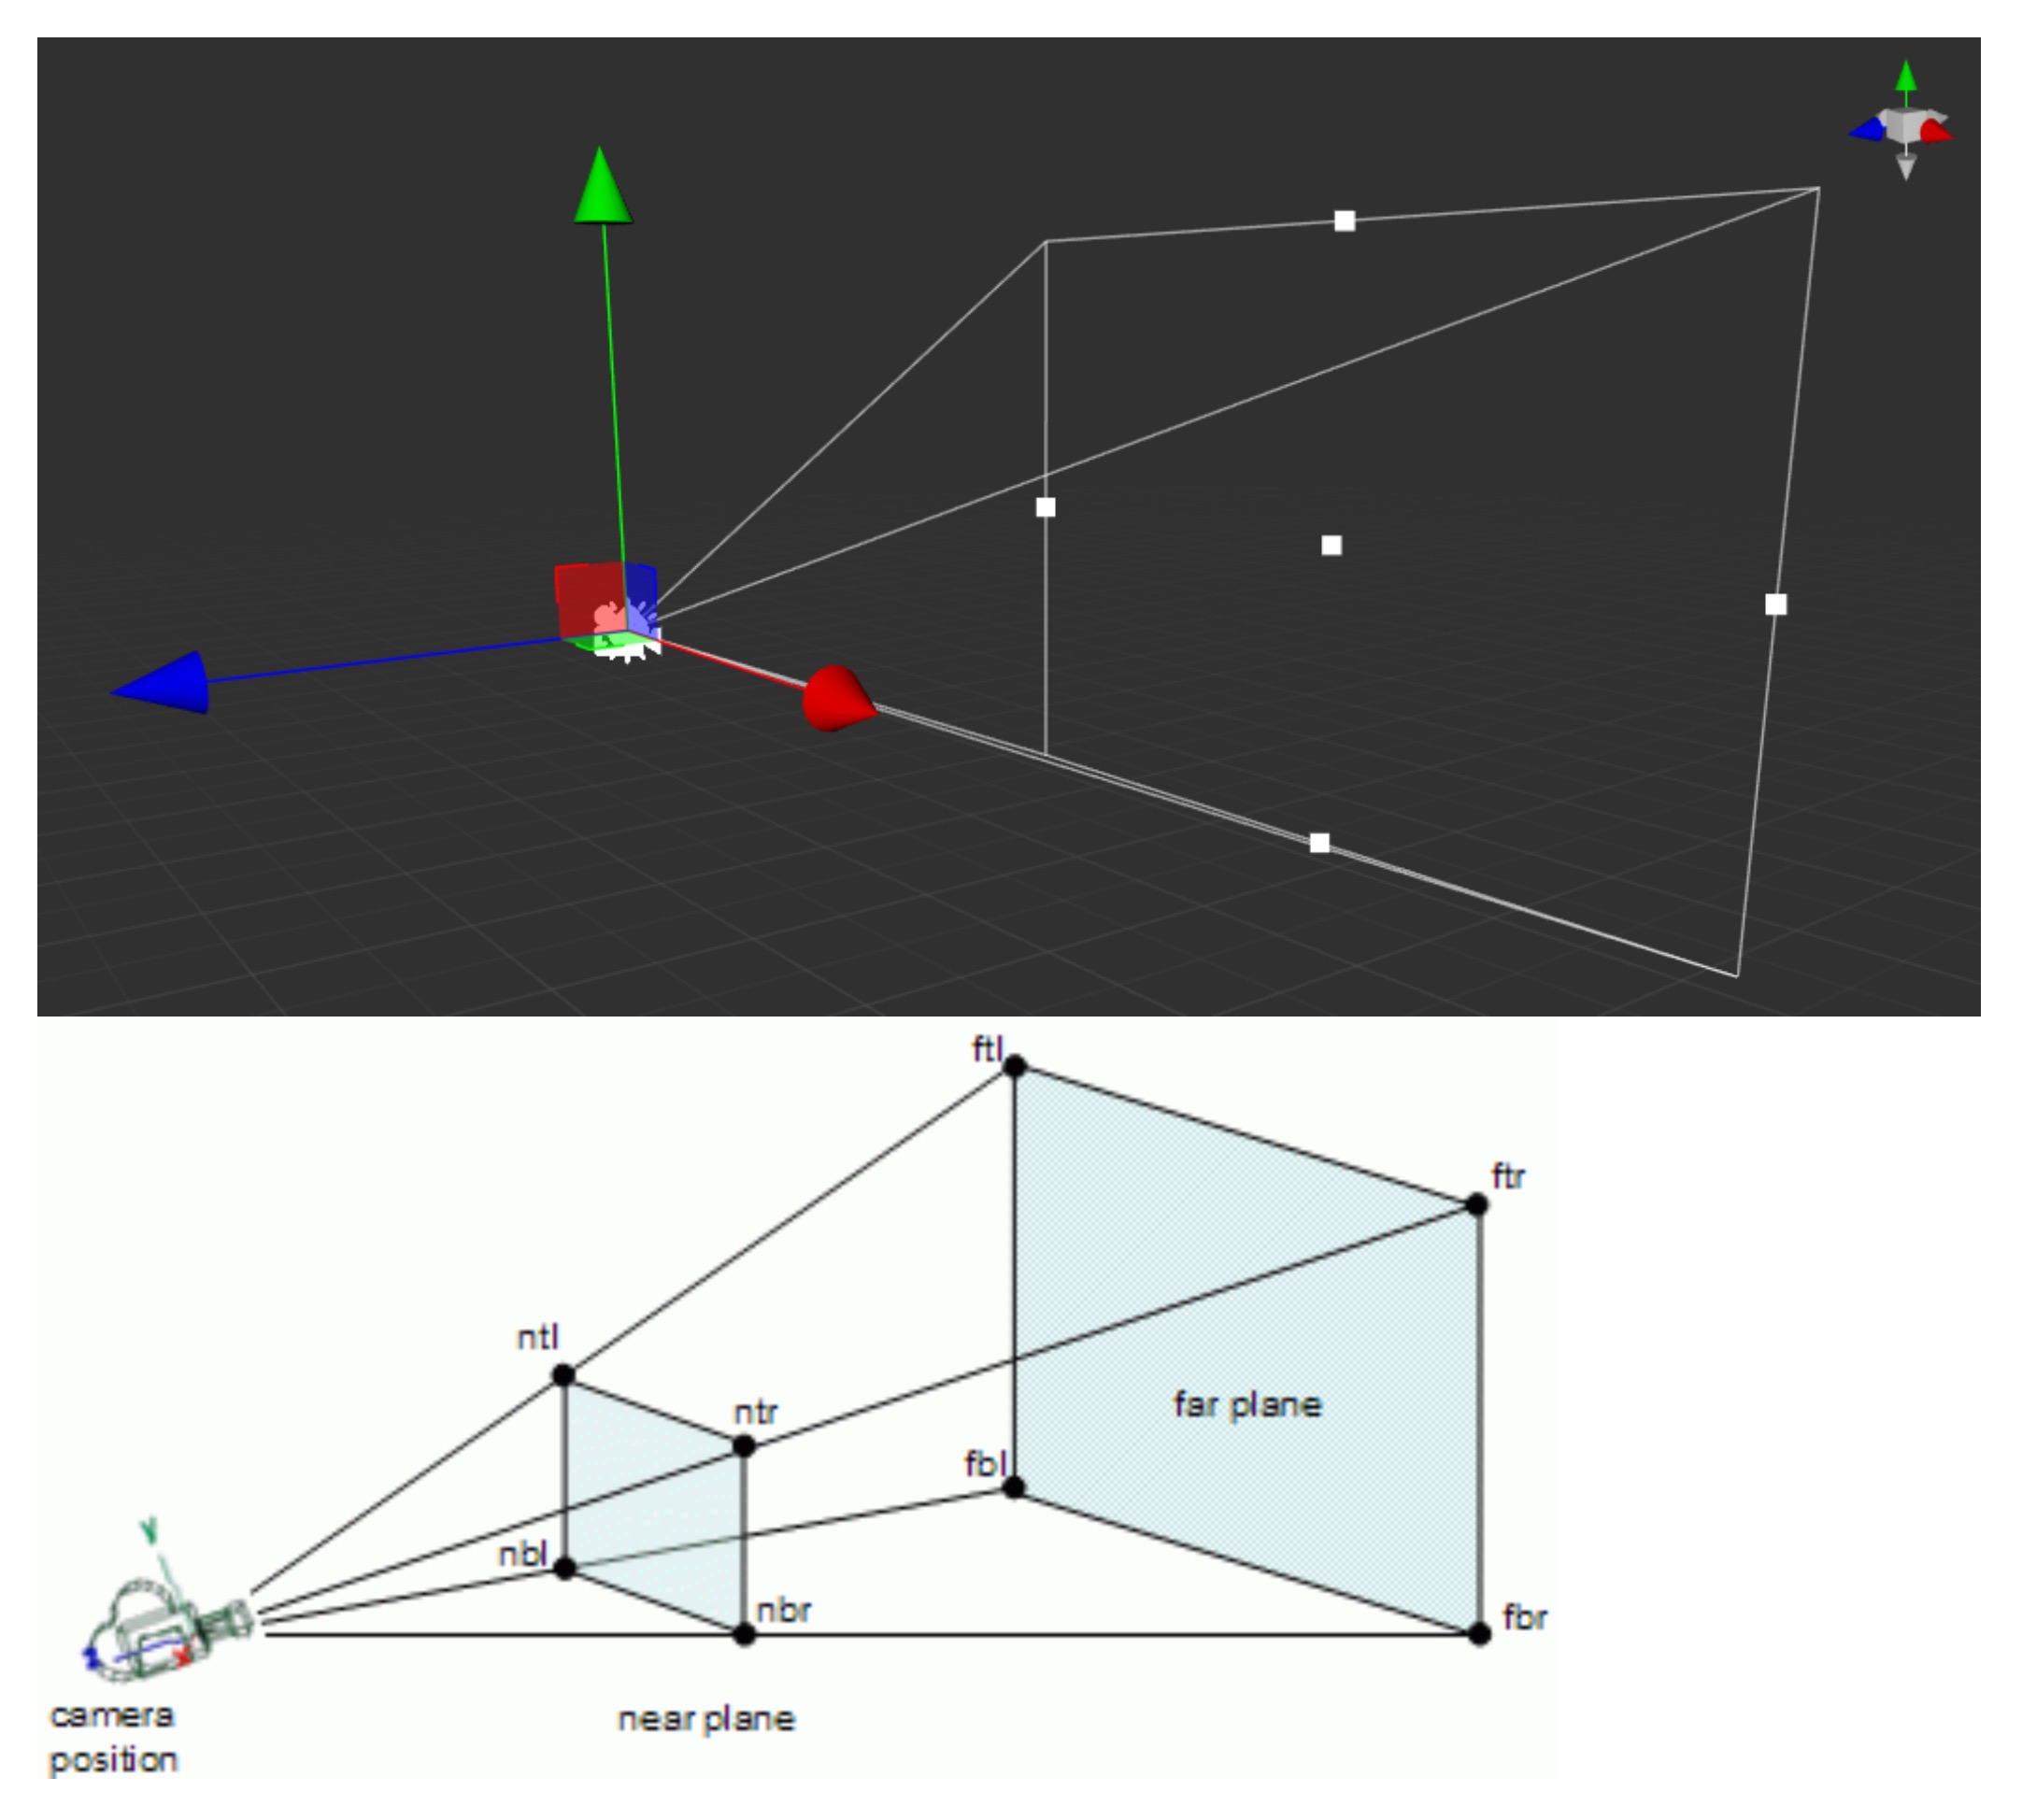 ftl
ftr
ntl
ntr
far plane
fbl
nbl
nbr
fbr
Y
z
x
near plane
camera
position